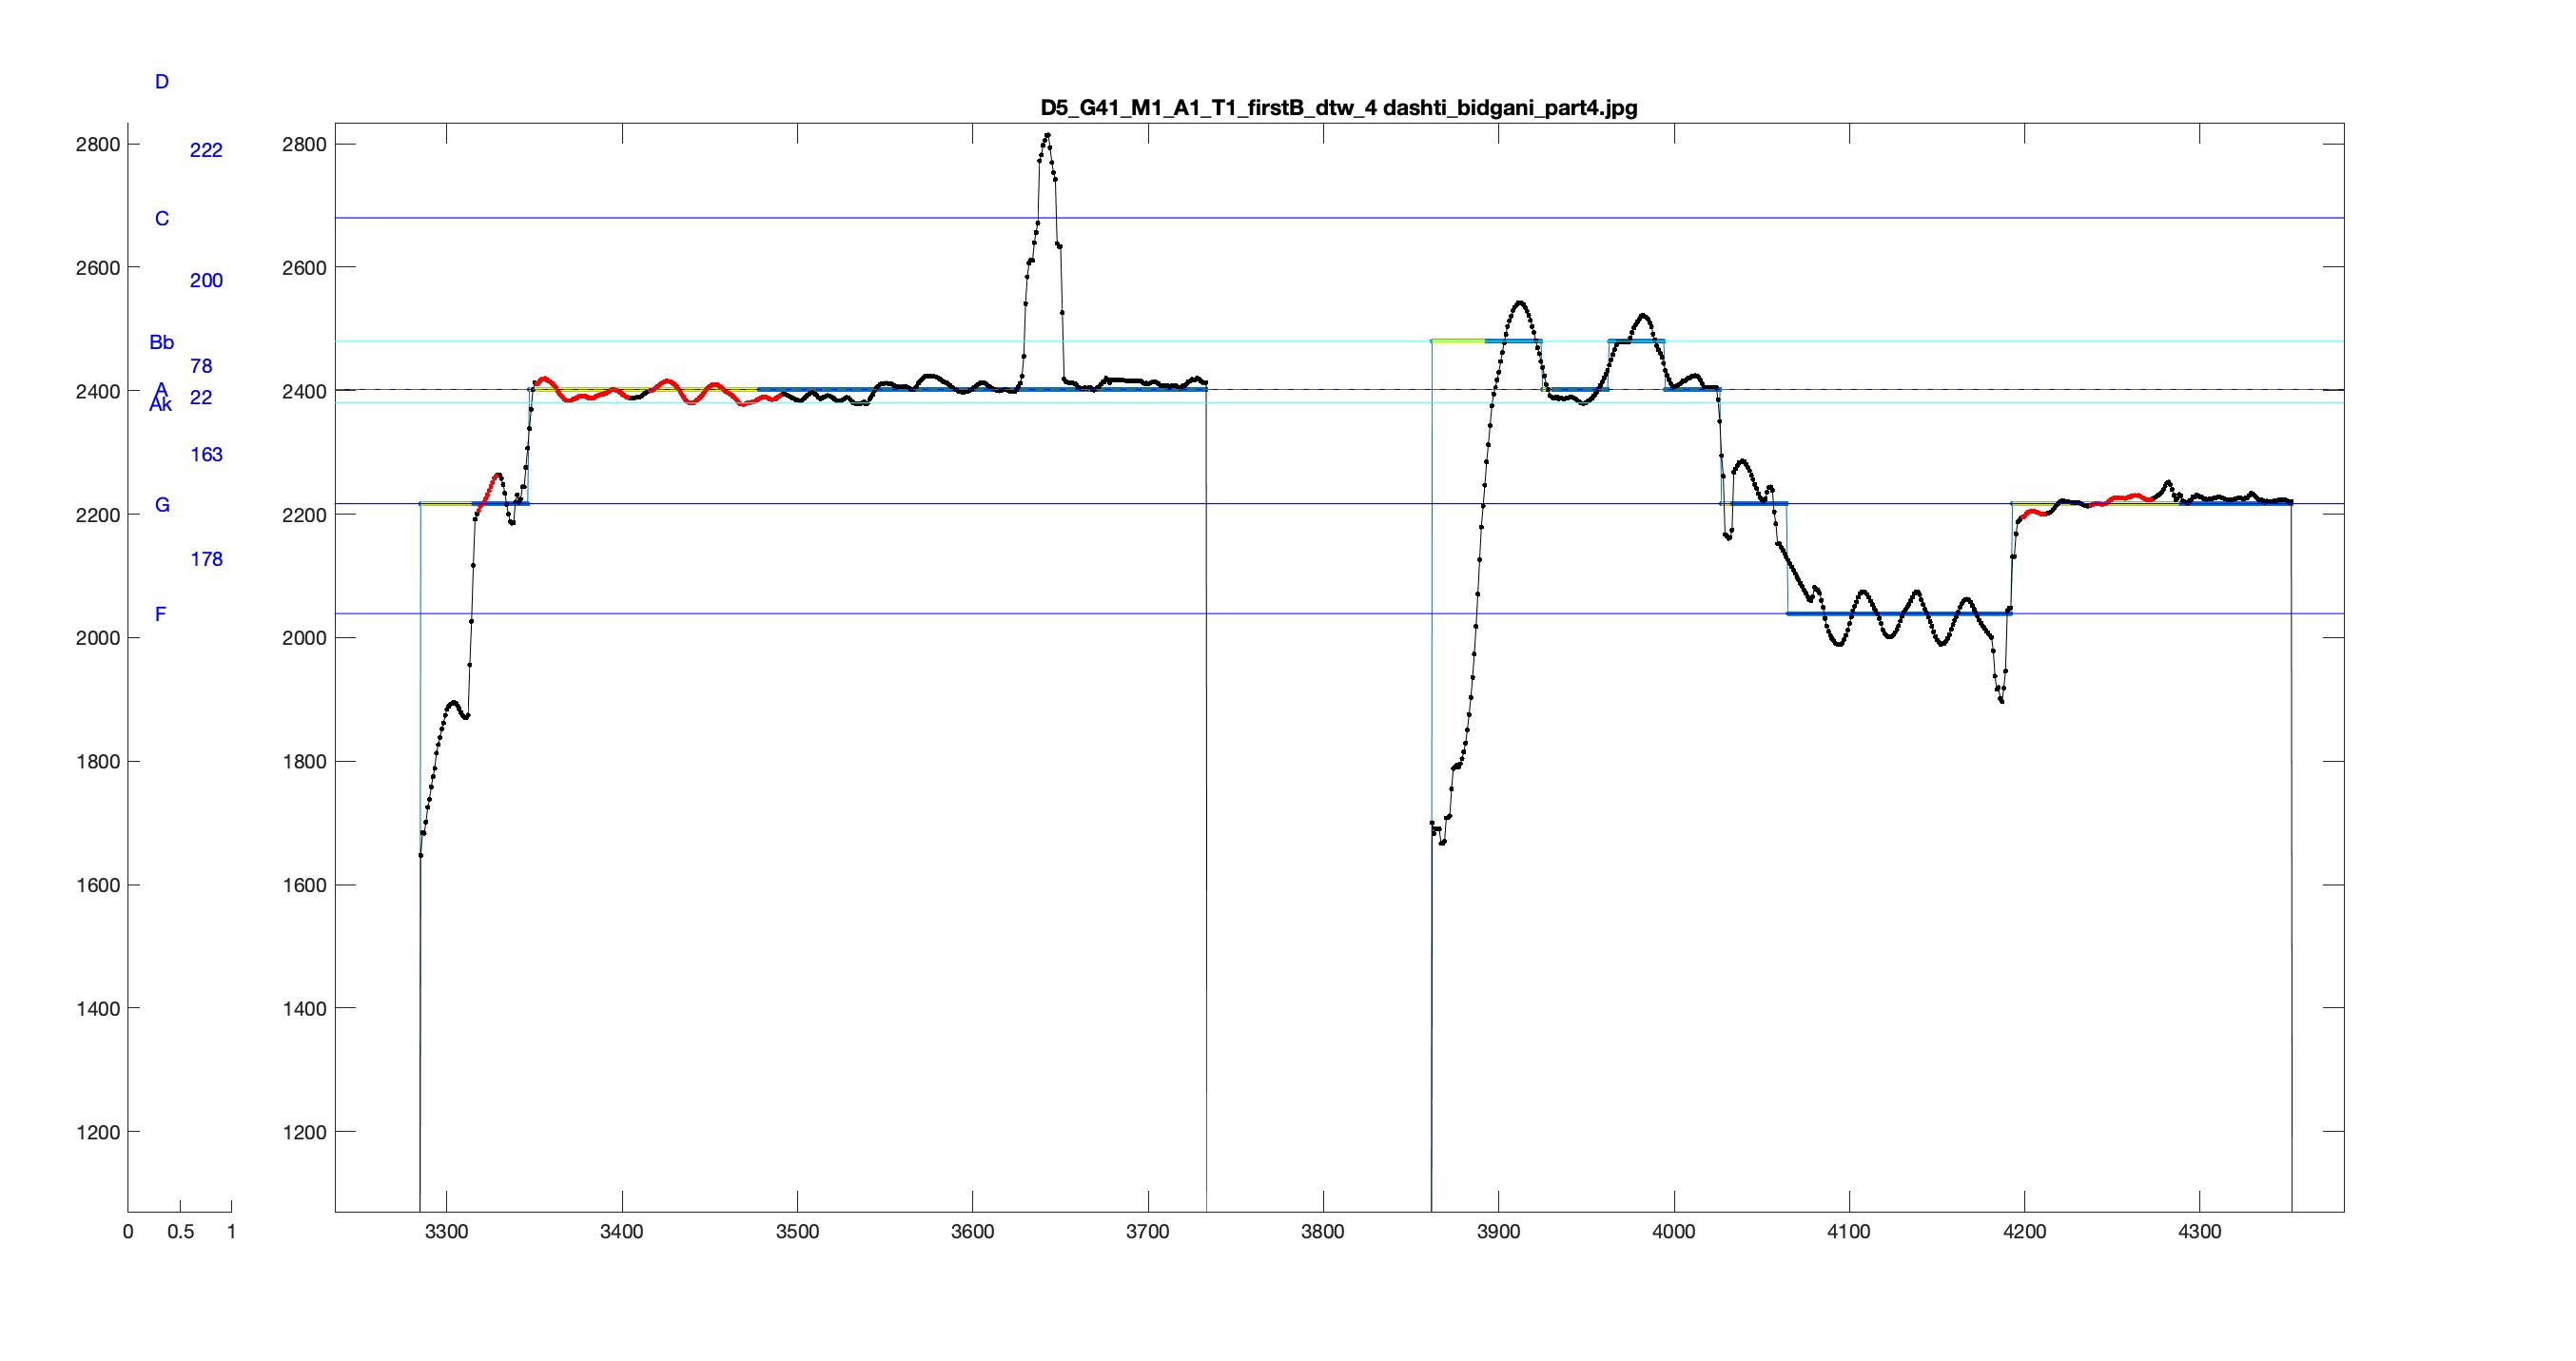 D
D5_G41_M1_A1_T1_firstB_dtw_4 dashti_bidgani_part4.jpg
2800 222 2800
C
2600 200 2600
Bb
78
2400 A 22 2400
Ak
163
G
2200 2200
178
F
2000 2000
1800 1800
1600 1600
1400 1400
1200 1200
0 0.5 1 3300 3400 3500 3600 3700 3800 3900 4000 4100 4200 4300